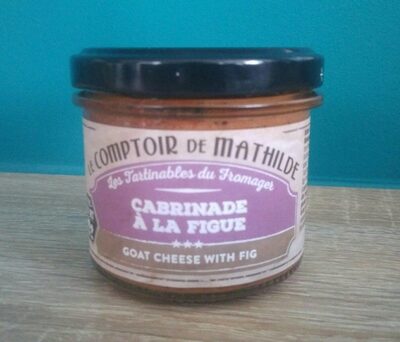 LE COMPTOIR DE MATHILDE
Les Tartinables du Fromager
CABRINADE
À LA FIGUE
GOAT CHEESE WITH FIG